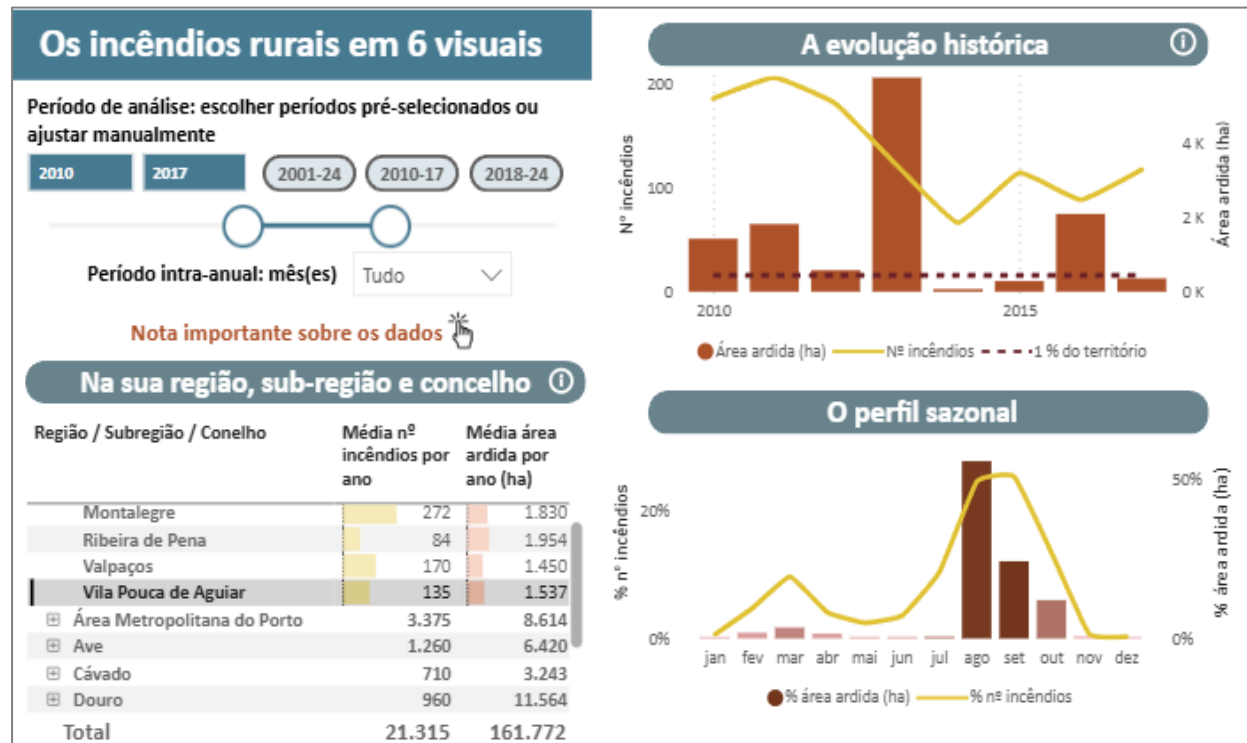 Os incêndios rurais em 6 visuais
Período de análise: escolher períodos pré-selecionados ou
ajustar manualmente
2010 2017 2001-24 2010-17 2018-24
Período intra-anual: mês(es) Tudo
Nota importante sobre os dados
Na sua região, sub-região e concelho
Região / Subregião / Conelho Média nº Média área
incêndios por ardida por
ano ano (ha)
Montalegre 272 1.830
Ribeira de Pena 84 1.954
Valpaços 170 1.450
Vila Pouca de Aguiar 135 1.537
Área Metropolitana do Porto 3.375 8.614
Ave 1.260 6.420
Cávado 710 3.243
Douro 960 11.564
Total 21.315 161.772
A evolução histórica
Nº incêndios
200
100
0
Área ardida (ha)
4 K
2 K
0 K
2010 2015
Área ardida (ha) Nº incêndios 1 % do território
O perfil sazonal
% nº incêndios
20%
0%
% área ardida (ha)
50%
0%
jan fev mar abr mai jun jul ago set out nov dez
% área ardida (ha) % nº incêndios